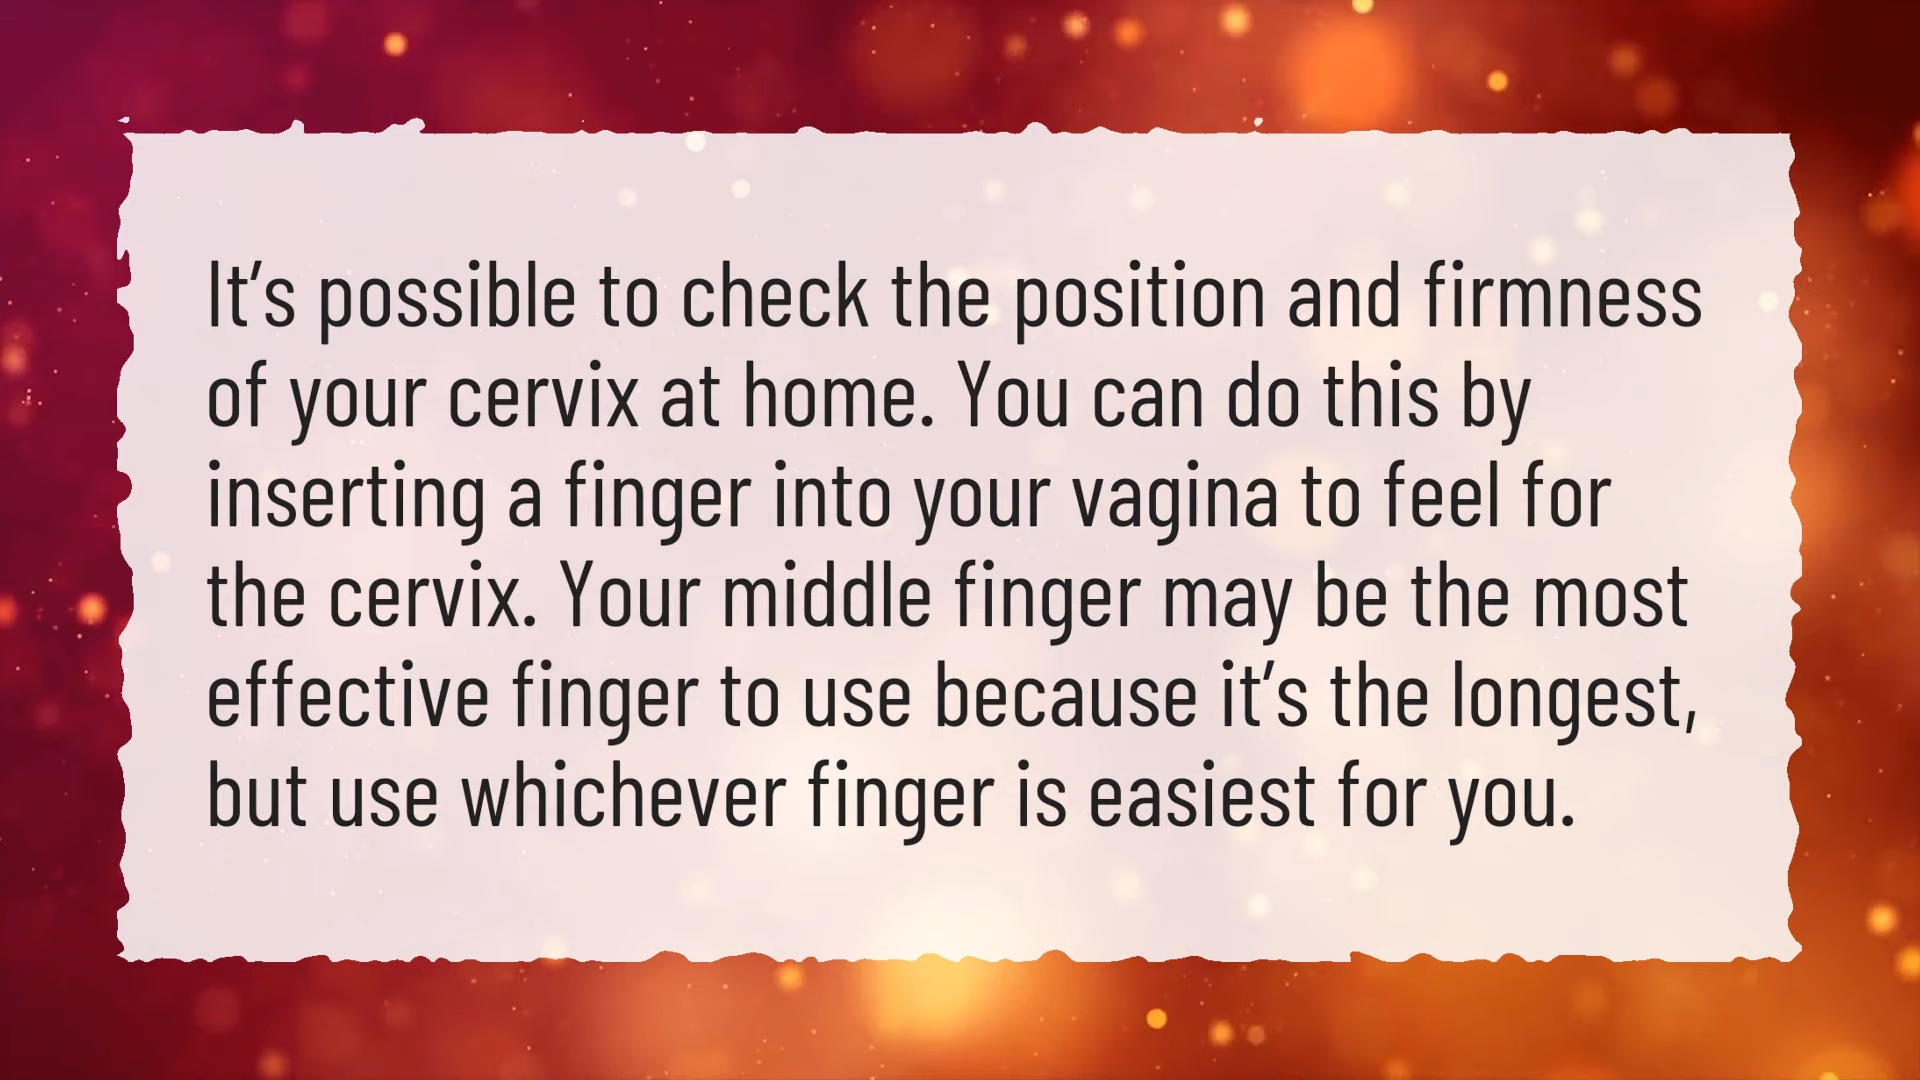 It’s possible to check the position and firmness
of your cervix at home. You can do this by
inserting a finger into your vagina to feel for
the cervix. Your middle finger may be the most
effective finger to use because it’s the longest,
but use whichever finger is easiest for you.